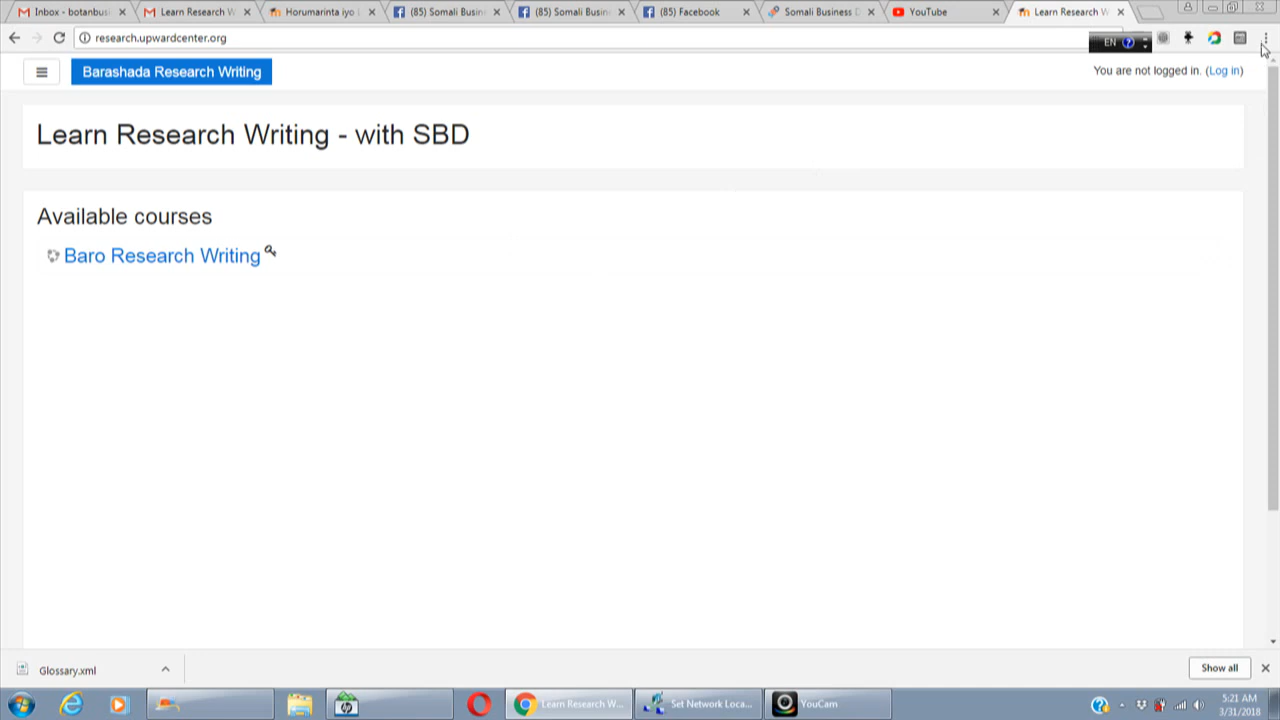 Inbox - botanbus
Learn Research W
Horumarinta iyo
(85) Somali Busin
(85) Somali Busin
(85) Facebook
Somali Business D
YouTube
Learn Research W
research.upwardcenter.org
EN
Barashada Research Writing
You are not logged in. (Log in)
Learn Research Writing - with SBD
Available courses
Baro Research Writing
Glossary.xml
Show all
Learn Research W...
Set Network Loca...
YouCam
5:21 AM
3/31/2018